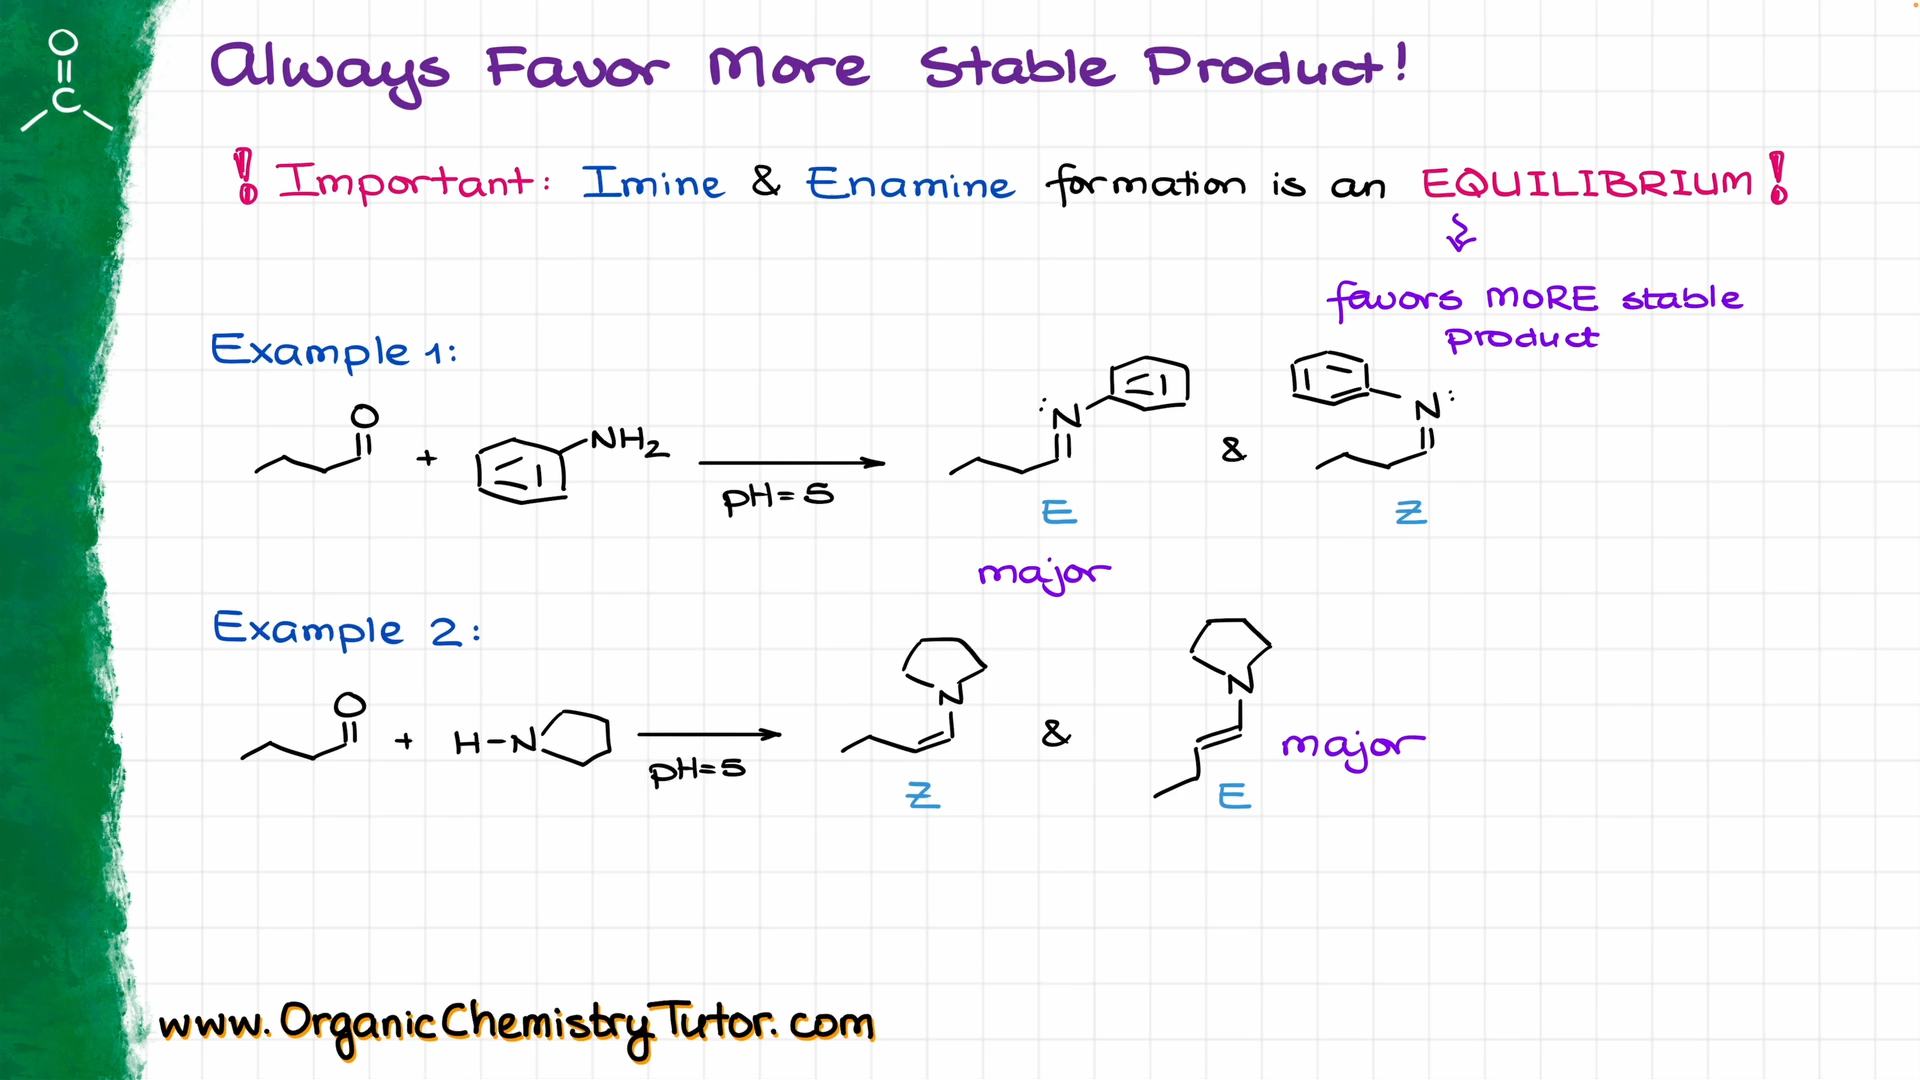 O
C
Always Favor More Stable Product!
! Important: Imine & Enamine formation is an EQUILIBRIUM!
favors MORE stable
product
Example 1:
O
+
NH2
pH=5
:N
E
major
&
N:
Z
Example 2:
O
+
H-N
pH=5
N
Z
&
N
E
major
www.OrganicChemistryTutor.com